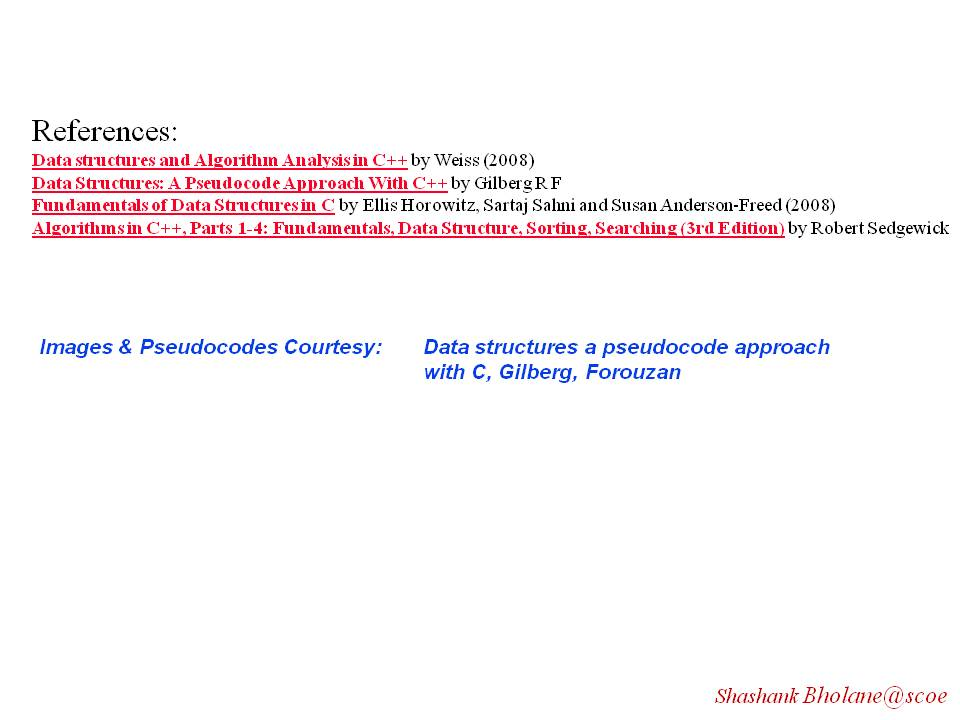 References:
Data structures and Algorithm Analysis in C++ by Weiss (2008)
Data Structures: A Pseudocode Approach With C++ by Gilberg R F
Fundamentals of Data Structures in C by Ellis Horowitz, Sartaj Sahni and Susan Anderson-Freed (2008)
Algorithms in C++, Parts 1-4: Fundamentals, Data Structure, Sorting, Searching (3rd Edition) by Robert Sedgewick
Images & Pseudocodes Courtesy: Data structures a pseudocode approach
with C, Gilberg, Forouzan
Shashank Bholane@scoe